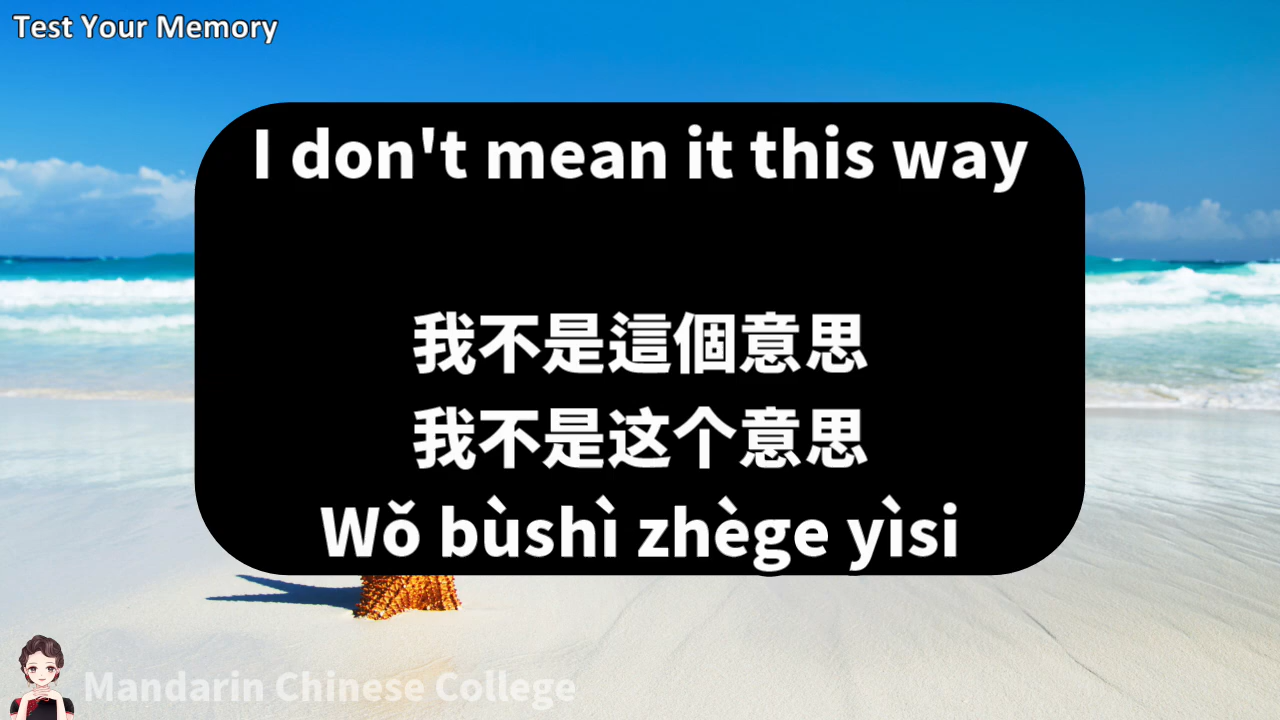 Test Your Memory
I don't mean it this way
我不是這個意思
我不是这个意思
Wǒ bùshì zhège yìsi
Mandarin Chinese College